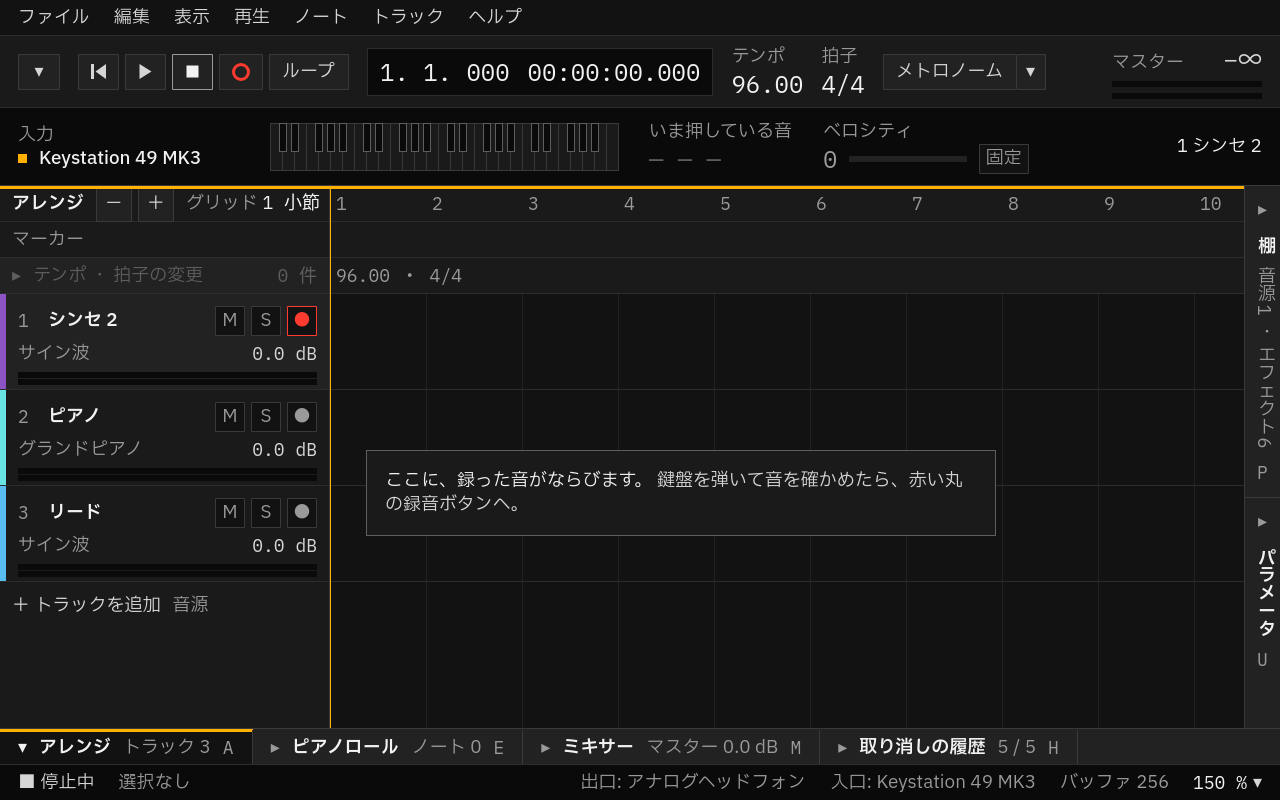 ファイル 編集 表示 再生 ノート トラック ヘルプ
ループ 1. 1. 000 00:00:00.000 テンポ 96.00 拍子 4/4 メトロノーム マスター −∞
入力 Keystation 49 MK3 いま押している音 — — — ベロシティ 0 固定 1 シンセ 2
アレンジ − + グリッド 1 小節 1 2 3 4 5 6 7 8 9 10
マーカー
テンポ · 拍子の変更 0 件 96.00 · 4/4
1 シンセ 2 M S
サイン波 0.0 dB
2 ピアノ M S
グランドピアノ 0.0 dB
3 リード M S
サイン波 0.0 dB
ここに、録った音がならびます。 鍵盤を弾いて音を確かめたら、赤い丸
の録音ボタンへ。
+ トラックを追加 音源
棚 音源 1 · エフェクト 6 P
パラメータ U
アレンジ トラック 3 A ピアノロール ノート 0 E ミキサー マスター 0.0 dB M 取り消しの履歴 5 / 5 H
停止中 選択なし 出口: アナログヘッドフォン 入口: Keystation 49 MK3 バッファ 256 150 %